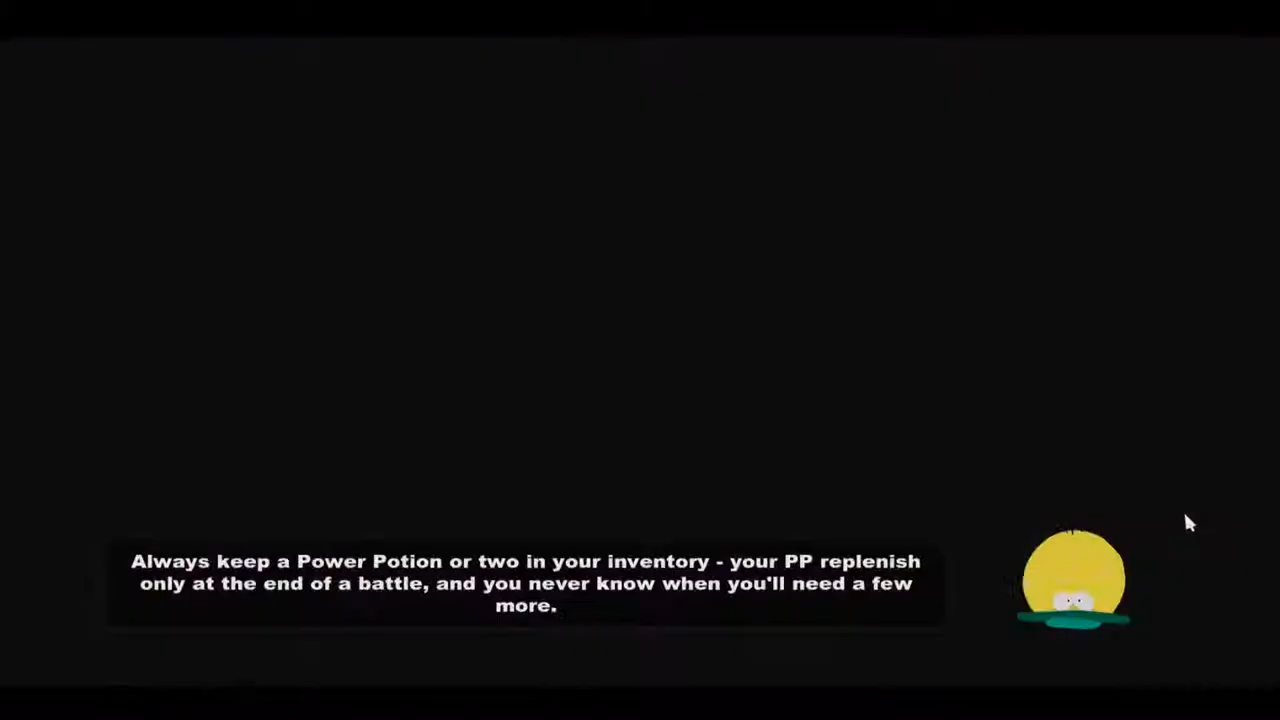 Always keep a Power Potion or two in your inventory - your PP replenish
only at the end of a battle, and you never know when you'll need a few
more.